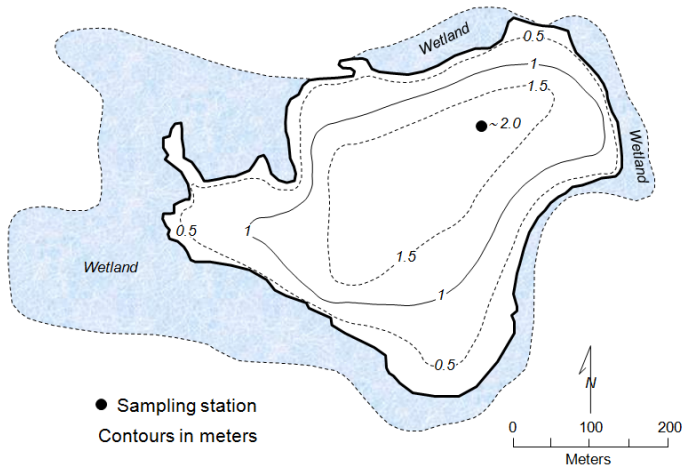 Wetland
0.5
1
1.5
~2.0
Wetland
0.5
1
1.5
Wetland
1
0.5
N
Sampling station
Contours in meters
0 100 200
Meters